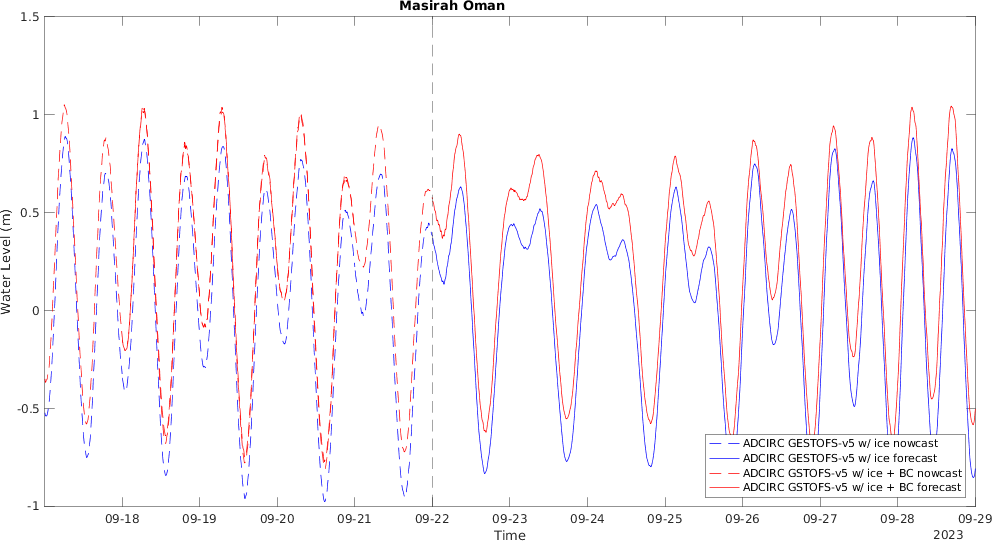 Masirah Oman
1.5
1
0.5
0
-0.5
-1
Water Level (m)
ADCIRC GESTOFS-v5 w/ ice nowcast
ADCIRC GESTOFS-v5 w/ ice forecast
ADCIRC GSTOFS-v5 w/ ice + BC nowcast
ADCIRC GSTOFS-v5 w/ ice + BC forecast
09-18 09-19 09-20 09-21 09-22 09-23 09-24 09-25 09-26 09-27 09-28 09-29
Time
2023